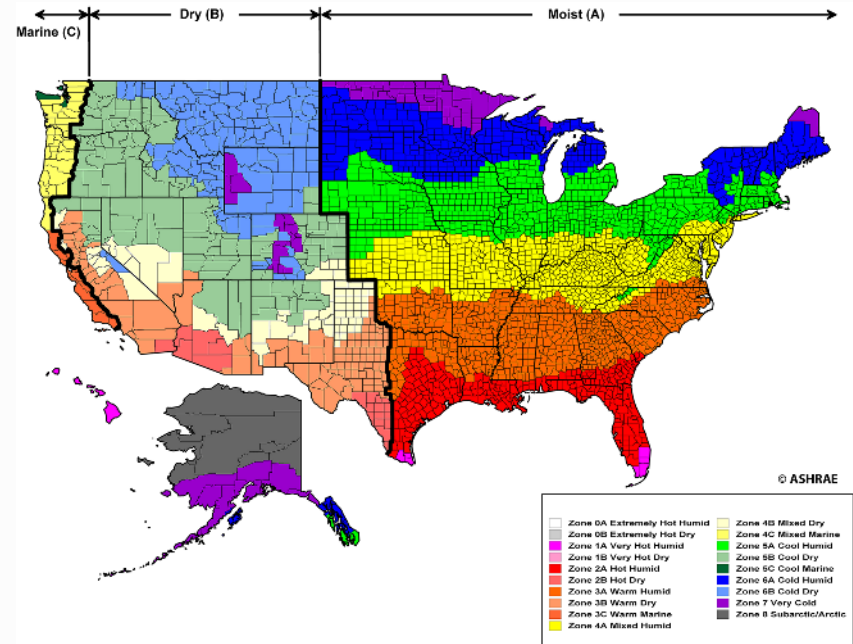 Marine (C)
Dry (B)
Moist (A)
© ASHRAE
Zone 0A Extremely Hot Humid
Zone 0B Extremely Hot Dry
Zone 1A Very Hot Humid
Zone 1B Very Hot Dry
Zone 2A Hot Humid
Zone 2B Hot Dry
Zone 3A Warm Humid
Zone 3B Warm Dry
Zone 3C Warm Marine
Zone 4A Mixed Humid
Zone 4B Mixed Dry
Zone 4C Mixed Marine
Zone 5A Cool Humid
Zone 5B Cool Dry
Zone 5C Cool Marine
Zone 6A Cold Humid
Zone 6B Cold Dry
Zone 7 Very Cold
Zone 8 Subarctic/Arctic